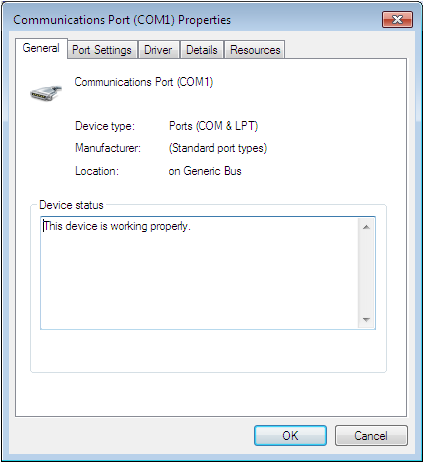 Communications Port (COM1) Properties
General Port Settings Driver Details Resources
Communications Port (COM1)
Device type: Ports (COM & LPT)
Manufacturer: (Standard port types)
Location: on Generic Bus
Device status
This device is working properly.
OK Cancel